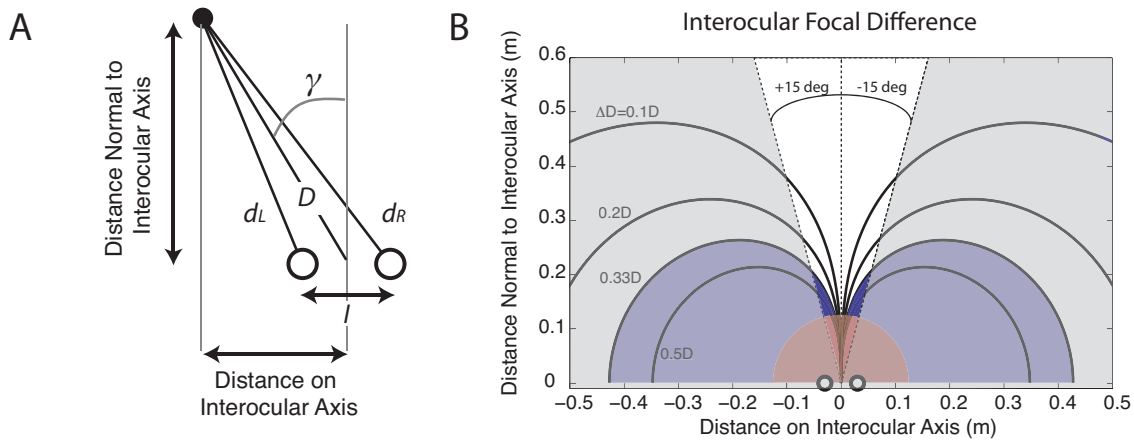 A
Distance Normal to
Interocular Axis
γ
D
dL
dR
I
Distance on
Interocular Axis
B
Interocular Focal Difference
Distance Normal to Interocular Axis (m)
0.6
0.5
0.4
0.3
0.2
0.1
0
+15 deg
-15 deg
ΔD=0.1D
0.2D
0.33D
0.5D
−0.5 −0.4 −0.3 −0.2 −0.1 0 0.1 0.2 0.3 0.4 0.5
Distance on Interocular Axis (m)